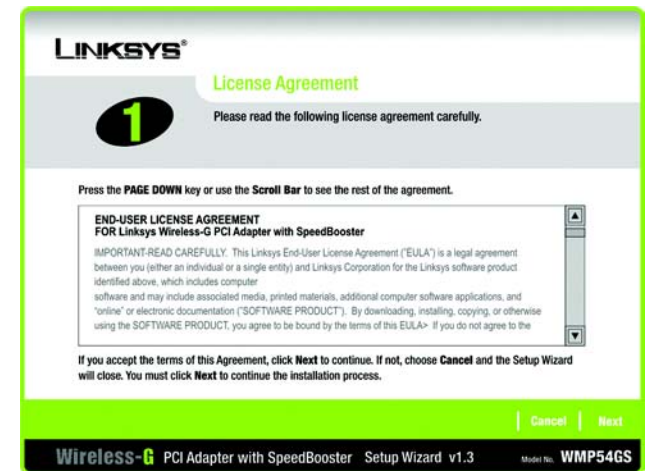 LINKSYS®
License Agreement
1
Please read the following license agreement carefully.
Press the PAGE DOWN key or use the Scroll Bar to see the rest of the agreement.
END-USER LICENSE AGREEMENT
FOR Linksys Wireless-G PCI Adapter with SpeedBooster
IMPORTANT-READ CAREFULLY. This Linksys End-User License Agreement ("EULA") is a legal agreement
between you (either an individual or a single entity) and Linksys Corporation for the Linksys software product
identified above, which includes computer
software and may include associated media, printed materials, additional computer software applications, and
"online" or electronic documentation ("SOFTWARE PRODUCT"). By downloading, installing, copying, or otherwise
using the SOFTWARE PRODUCT, you agree to be bound by the terms of this EULA> If you do not agree to the
If you accept the terms of this Agreement, click Next to continue. If not, choose Cancel and the Setup Wizard
will close. You must click Next to continue the installation process.
Cancel Next
Wireless-G PCI Adapter with SpeedBooster Setup Wizard v1.3 Model No. WMP54GS